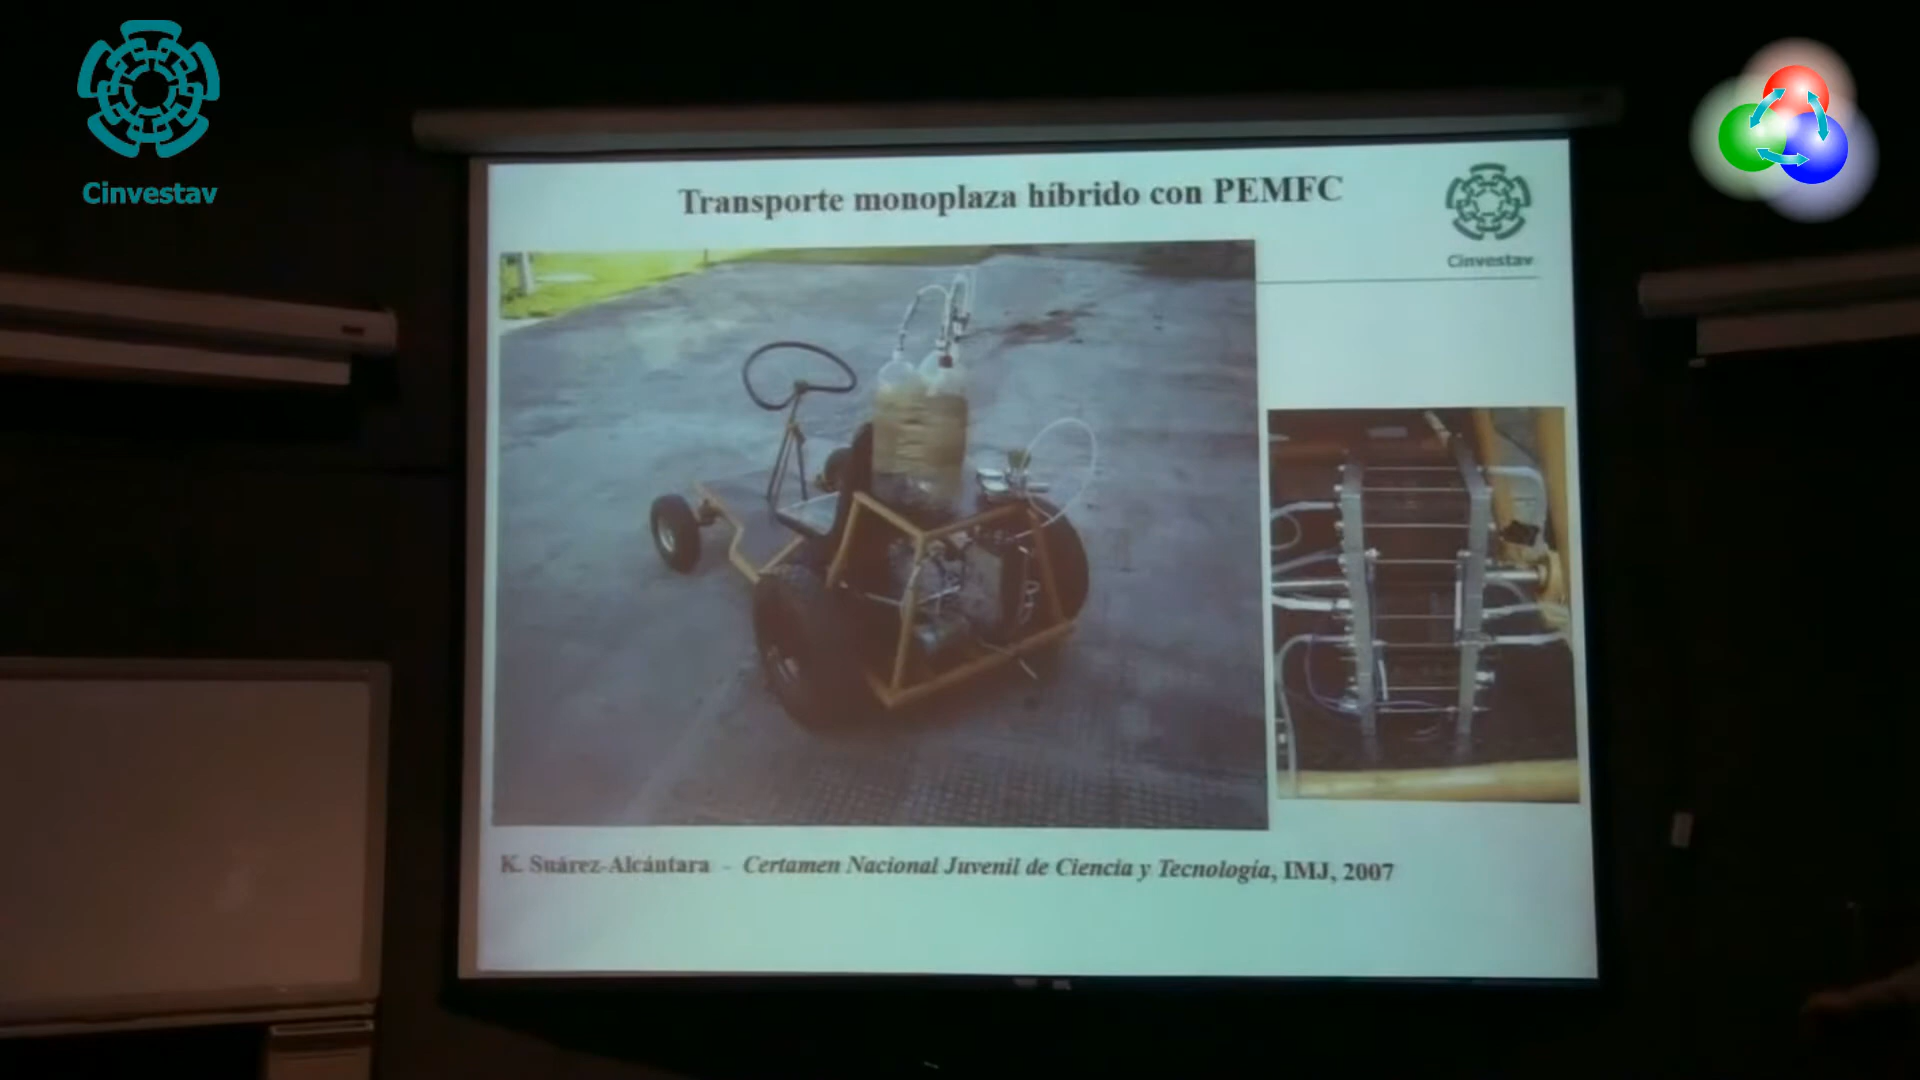 Cinvestav
Transporte monoplaza híbrido con PEMFC
Cinvestav
K. Suárez-Alcántara - Certamen Nacional Juvenil de Ciencia y Tecnología, IMJ, 2007